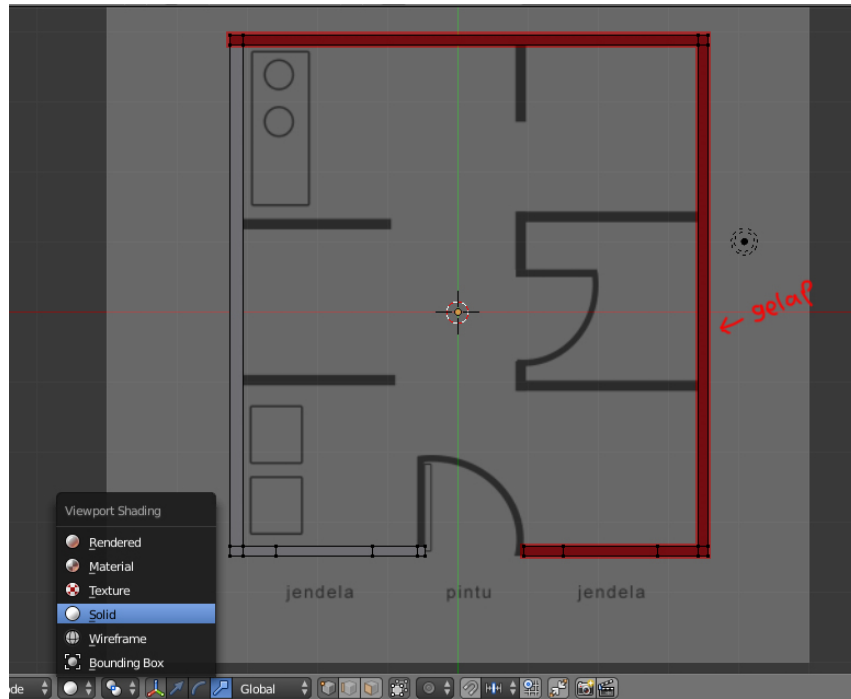 ← gelap
jendela pintu jendela
Viewport Shading
Rendered
Material
Texture
Solid
Wireframe
Bounding Box
de Global